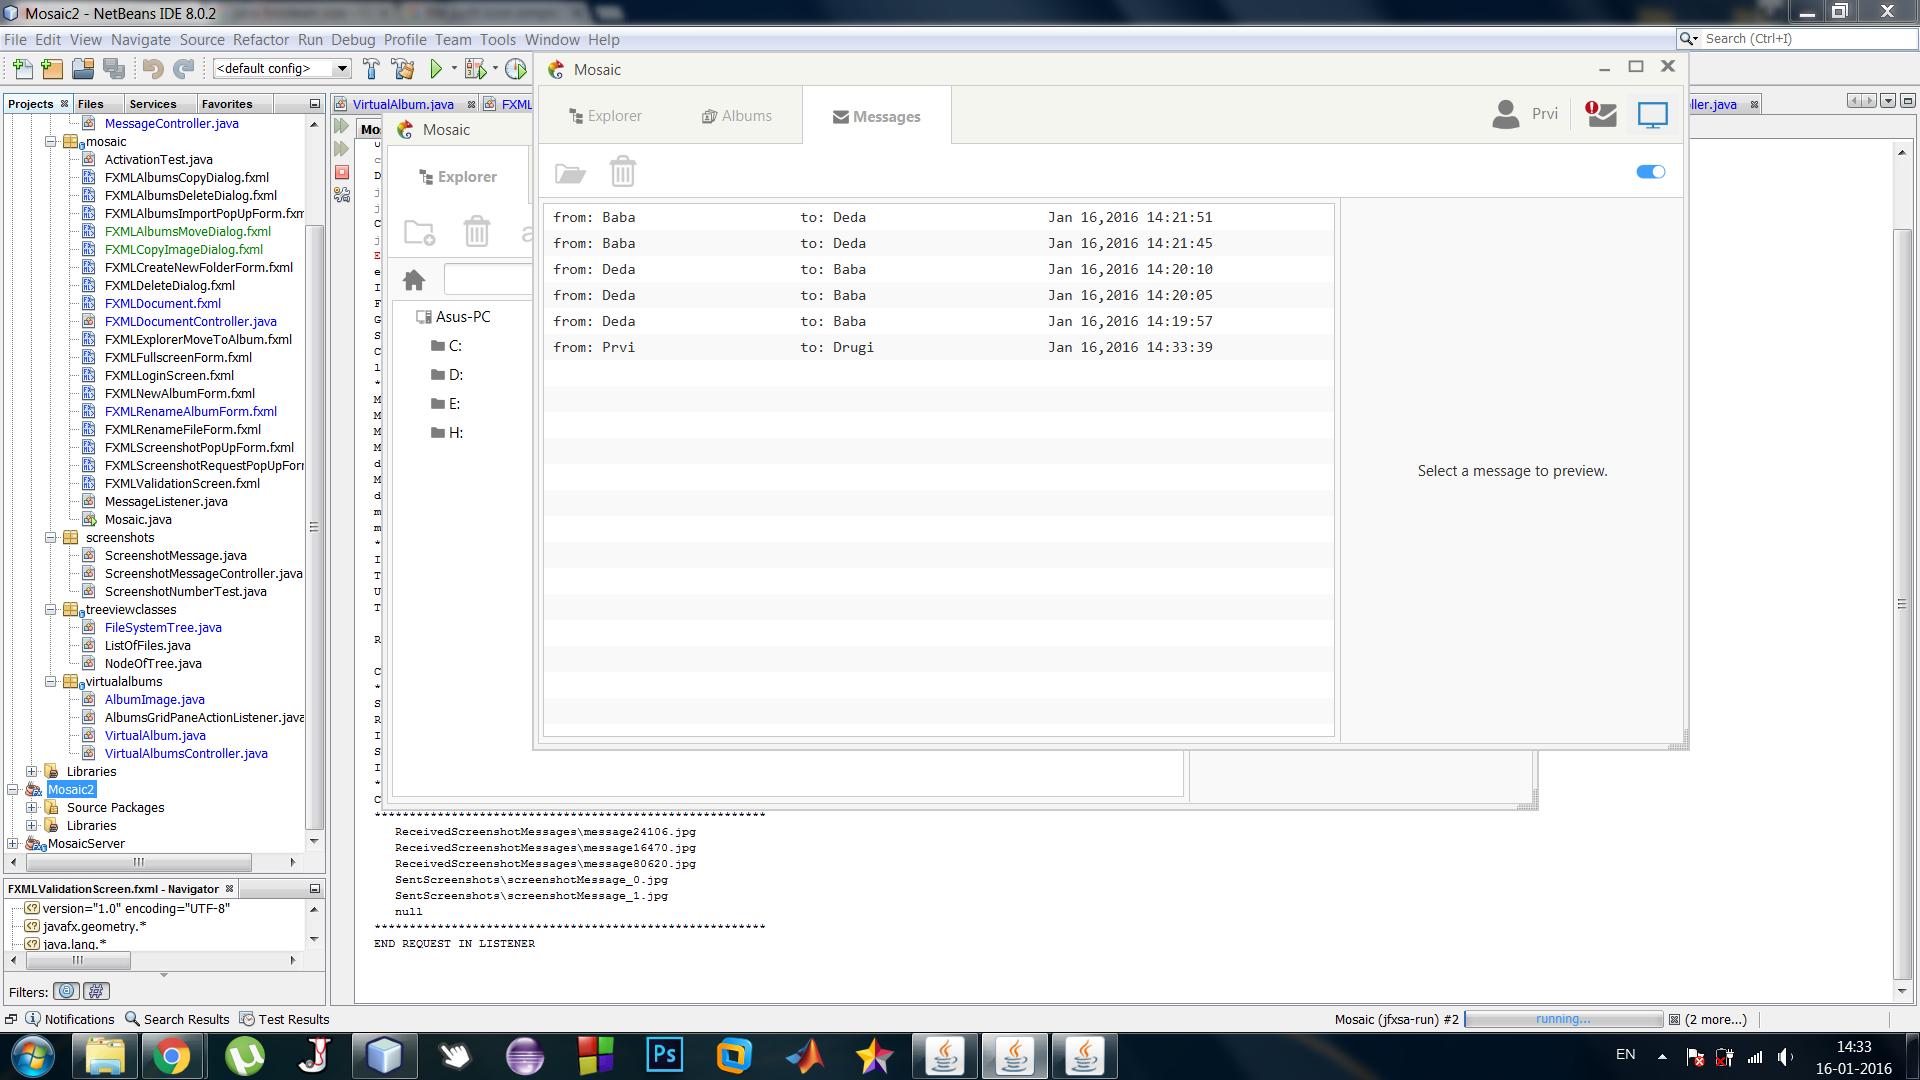 Mosaic2 - NetBeans IDE 8.0.2
File Edit View Navigate Source Refactor Run Debug Profile Team Tools Window Help
Search (Ctrl+I)
<default config>
Projects Files Services Favorites
MessageController.java
mosaic
ActivationTest.java
FXMLAlbumsCopyDialog.fxml
FXMLAlbumsDeleteDialog.fxml
FXMLAlbumsImportPopUpForm.fxm
FXMLAlbumsMoveDialog.fxml
FXMLCopyImageDialog.fxml
FXMLCreateNewFolderForm.fxml
FXMLDeleteDialog.fxml
FXMLDocument.fxml
FXMLDocumentController.java
FXMLExplorerMoveToAlbum.fxml
FXMLFullscreenForm.fxml
FXMLLoginScreen.fxml
FXMLNewAlbumForm.fxml
FXMLRenameAlbumForm.fxml
FXMLRenameFileForm.fxml
FXMLScreenshotPopUpForm.fxml
FXMLScreenshotRequestPopUpForm
FXMLValidationScreen.fxml
MessageListener.java
Mosaic.java
screenshots
ScreenshotMessage.java
ScreenshotMessageController.java
ScreenshotNumberTest.java
treeviewclasses
FileSystemTree.java
ListOfFiles.java
NodeOfTree.java
virtualalbums
AlbumImage.java
AlbumsGridPaneActionListener.java
VirtualAlbum.java
VirtualAlbumsController.java
Libraries
Mosaic2
Source Packages
Libraries
MosaicServer
FXMLValidationScreen.fxml - Navigator
version="1.0" encoding="UTF-8"
javafx.geometry.*
java.lang.*
Filters:
VirtualAlbum.java FXML
ller.java
Mos
Mosaic
Explorer
Asus-PC
C:
D:
E:
H:
Mosaic
Explorer Albums Messages
Prvi
from: Baba to: Deda Jan 16,2016 14:21:51
from: Baba to: Deda Jan 16,2016 14:21:45
from: Deda to: Baba Jan 16,2016 14:20:10
from: Deda to: Baba Jan 16,2016 14:20:05
from: Deda to: Baba Jan 16,2016 14:19:57
from: Prvi to: Drugi Jan 16,2016 14:33:39
Select a message to preview.
********************************************************
ReceivedScreenshotMessages\message24106.jpg
ReceivedScreenshotMessages\message16470.jpg
ReceivedScreenshotMessages\message80620.jpg
SentScreenshots\screenshotMessage_0.jpg
SentScreenshots\screenshotMessage_1.jpg
null
********************************************************
END REQUEST IN LISTENER
Notifications Search Results Test Results
Mosaic (jfxsa-run) #2 running... (2 more...)
Ps
EN
14:33
16-01-2016